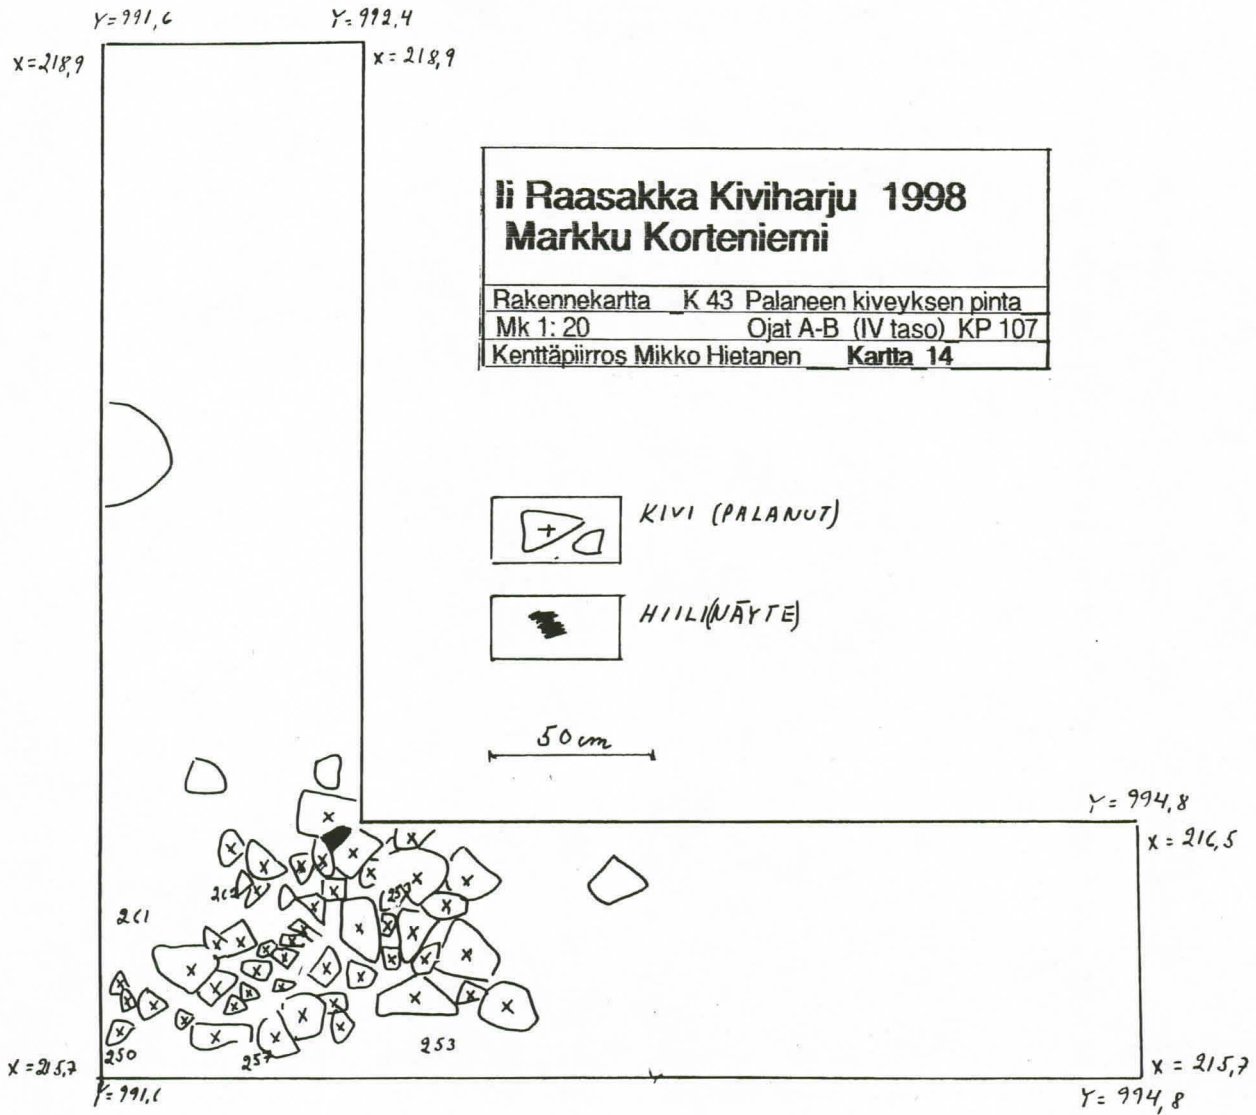 Y=991,6 Y=992,4
X=218,9 X=218,9
Ii Raasakka Kiviharju 1998
Markku Korteniemi
Rakennekartta K 43 Palaneen kiveyksen pinta
Mk 1: 20 Ojat A-B (IV taso) KP 107
Kenttäpiirros Mikko Hietanen Kartta 14
KIVI (PALANUT)
HIILI(NÄYTE)
50 cm
Y= 994,8
X= 216,5
261
250
257
253
X=215,7 X=215,7
Y=991,6 Y=994,8